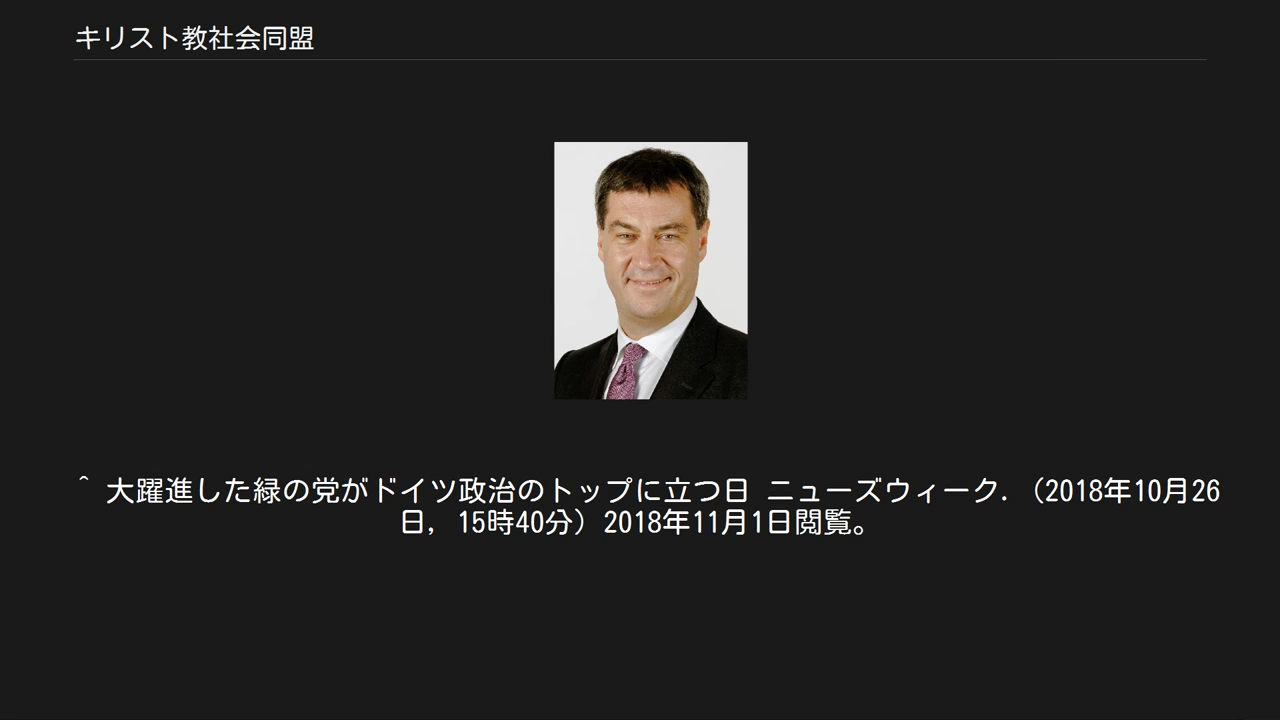 キリスト教社会同盟
^ 大躍進した緑の党がドイツ政治のトップに立つ日 ニューズウィーク. (2018年10月26
日, 15時40分) 2018年11月1日閲覧。